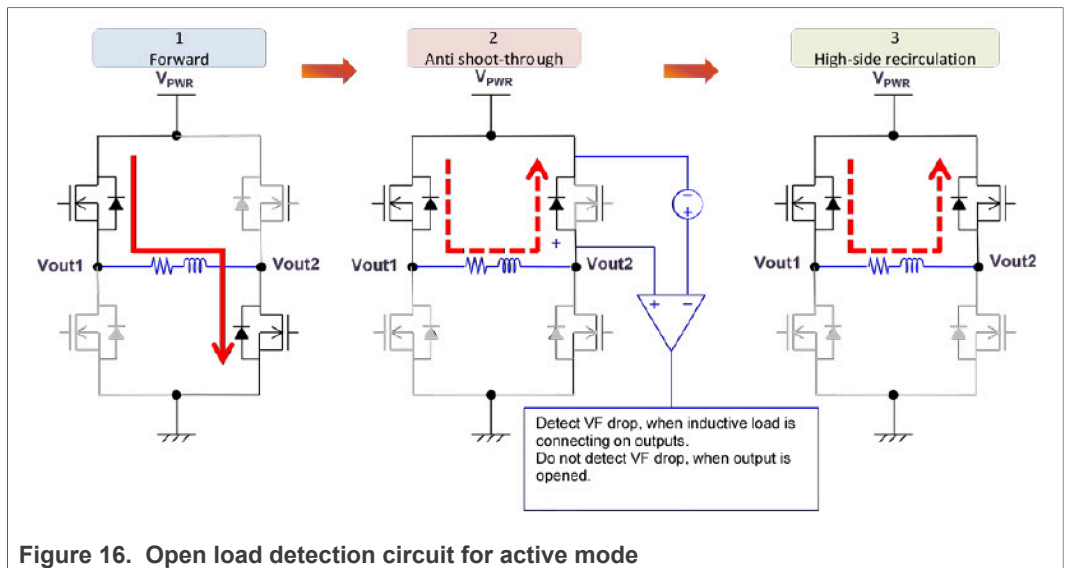 1
Forward
2
Anti shoot-through
3
High-side recirculation
VPWR
VPWR
VPWR
Vout1
Vout2
Vout1
+
Vout2
-
+
+
-
Vout1
Vout2
Detect VF drop, when inductive load is
connecting on outputs.
Do not detect VF drop, when output is
opened.
Figure 16. Open load detection circuit for active mode